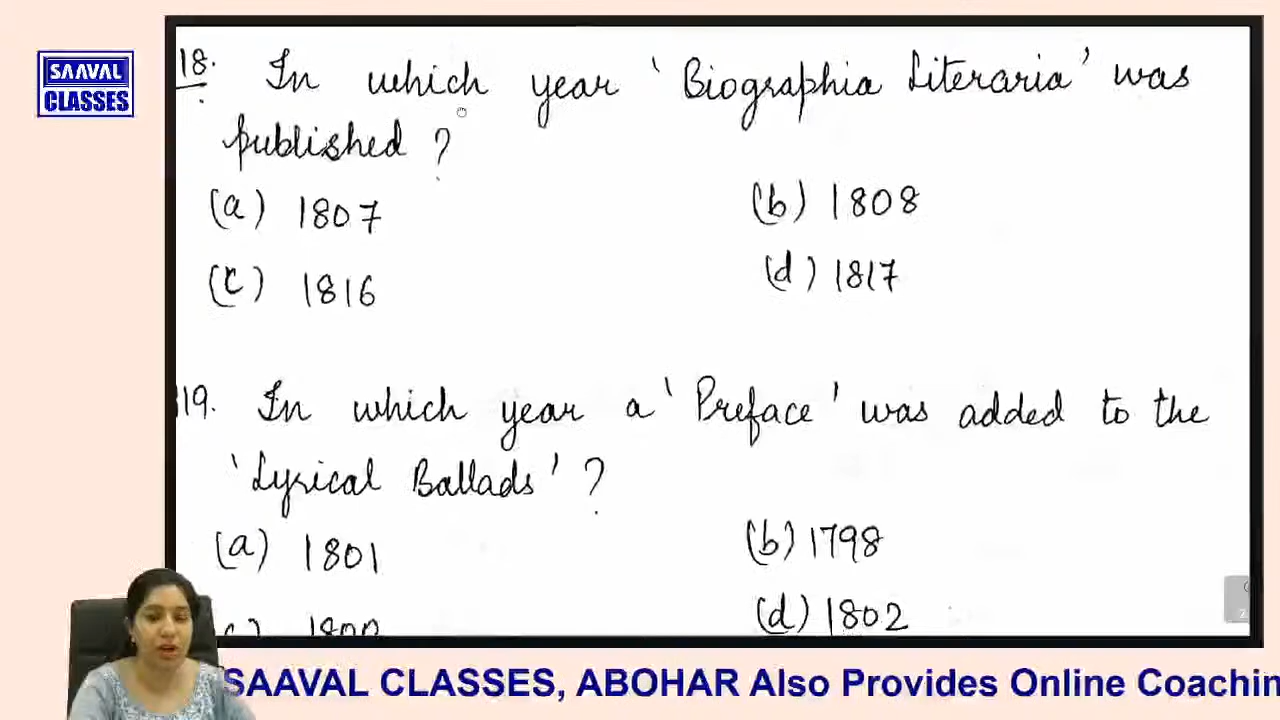 SAAVAL
CLASSES
18. In which year ‘Biographia Literaria’ was
published ?
(a) 1807 (b) 1808
(c) 1816 (d) 1817
19. In which year a ‘Preface’ was added to the
‘Lyrical Ballads’ ?
(a) 1801 (b) 1798
(d) 1802
SAAVAL CLASSES, ABOHAR Also Provides Online Coachin